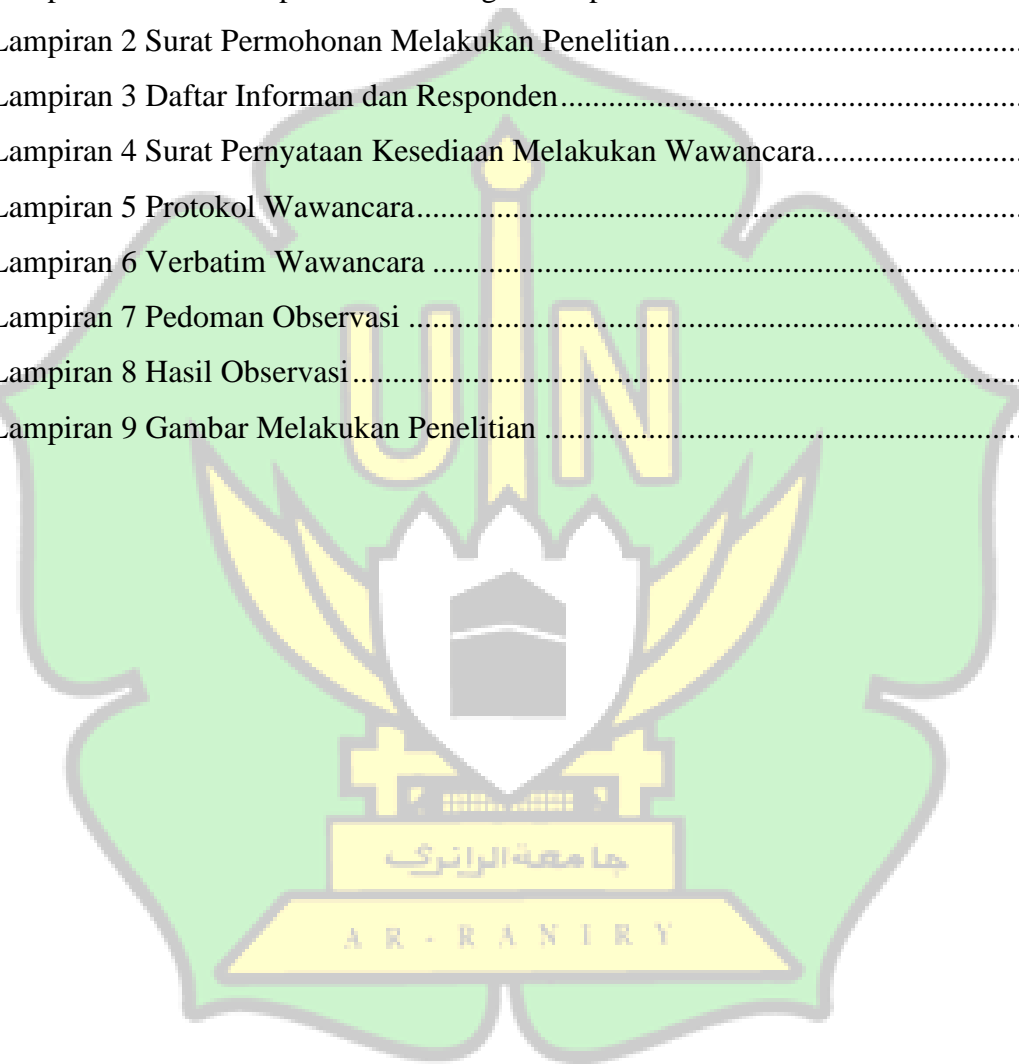 Lampiran 2 Surat Permohonan Melakukan Penelitian
Lampiran 3 Daftar Informan dan Responden
Lampiran 4 Surat Pernyataan Kesediaan Melakukan Wawancara
Lampiran 5 Protokol Wawancara
Lampiran 6 Verbatim Wawancara
Lampiran 7 Pedoman Observasi
Lampiran 8 Hasil Observasi
Lampiran 9 Gambar Melakukan Penelitian
UIN
جامعة الرانري
AR-RANIRY